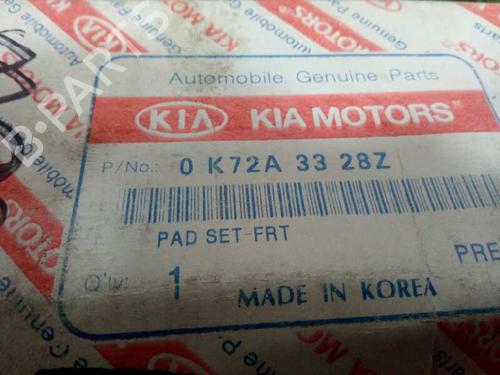 Automobile Genuine Parts
KIA KIA MOTORS
P/No.: 0 K72A 33 28Z
PAD SET-FRT
PRE
Q'ty: 1
MADE IN KOREA